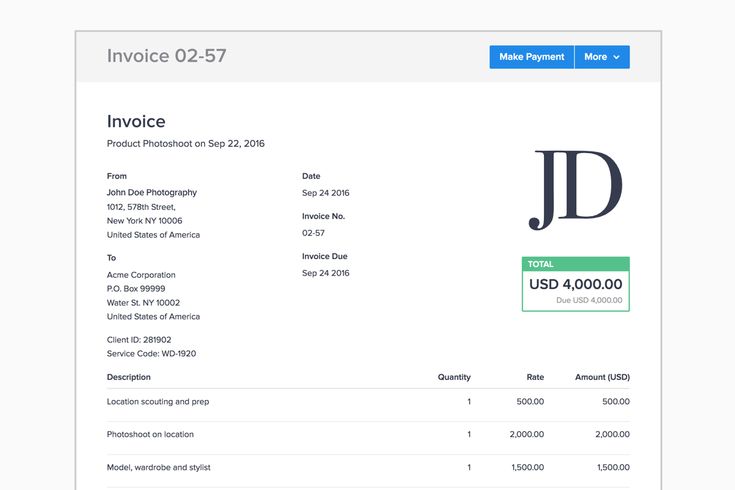 Invoice 02-57
Make Payment
More
Invoice
Product Photoshoot on Sep 22, 2016
From
John Doe Photography
1012, 578th Street,
New York NY 10006
United States of America
To
Acme Corporation
P.O. Box 99999
Water St. NY 10002
United States of America
Client ID: 281902
Service Code: WD-1920
Date
Sep 24 2016
Invoice No.
02-57
Invoice Due
Sep 24 2016
JD
TOTAL
USD 4,000.00
Due USD 4,000.00
Description Quantity Rate Amount (USD)
Location scouting and prep 1 500.00 500.00
Photoshoot on location 1 2,000.00 2,000.00
Model, wardrobe and stylist 1 1,500.00 1,500.00